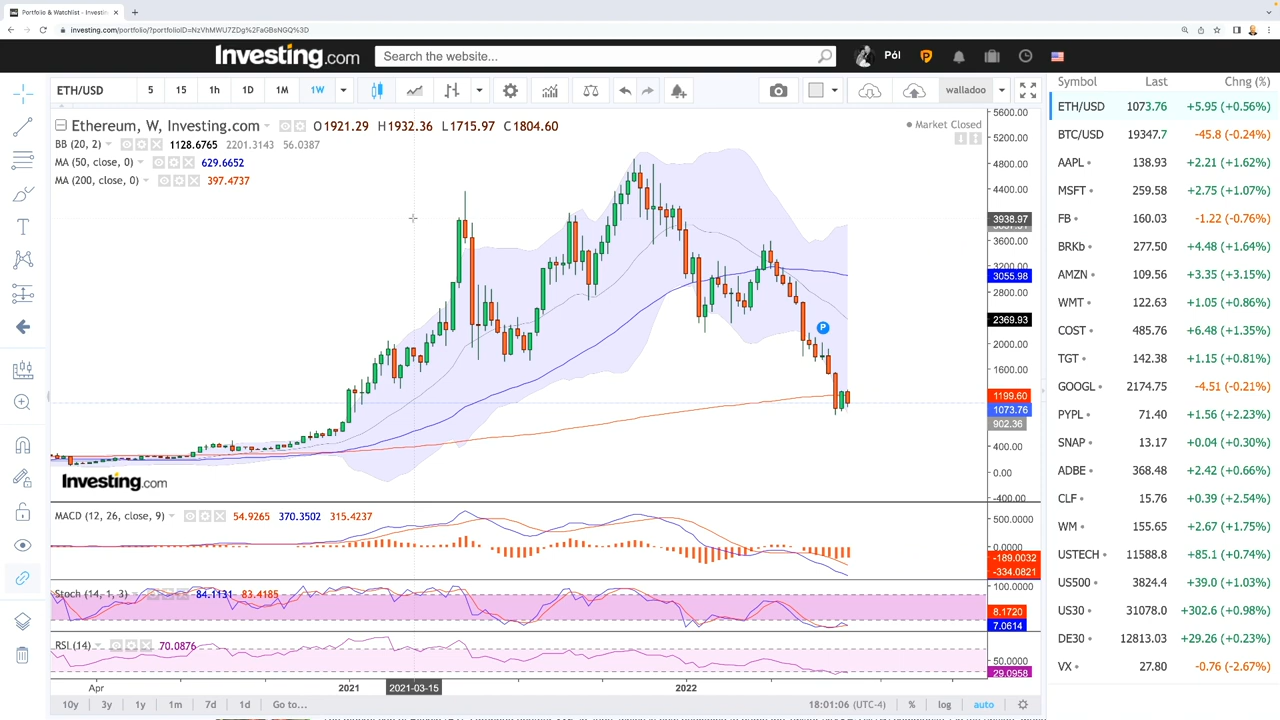 Portfolio & Watchlist - Investin
investing.com/portfolio/?portfolioID=NzVhMWU7ZDg%2FaGBsNGQ%3D
Investing.com
Search the website...
Pól
ETH/USD 5 15 1h 1D 1M 1W
walladoo
Ethereum, W, Investing.com O1921.29 H1932.36 L1715.97 C1804.60
Market Closed
BB (20, 2) 1128.6765 2201.3143 56.0387
MA (50, close, 0) 629.6652
MA (200, close, 0) 397.4737
5600.00
5200.00
4800.00
4400.00
3938.97
3600.00
3200.00
3055.98
2800.00
2369.93
2000.00
1600.00
1199.60
1073.76
902.36
400.00
0.00
-400.00
P
Investing.com
MACD (12, 26, close, 9) 54.9265 370.3502 315.4237
500.0000
0.0000
-189.0032
-334.0821
Stoch (14, 1, 3) 84.1131 83.4185
100.0000
8.1720
7.0614
RSI (14) 70.0876
50.0000
29.0958
Apr 2021 2021-03-15 2022
10y 3y 1y 1m 7d 1d Go to... 18:01:06 (UTC-4) % log auto
Symbol Last Chng (%)
ETH/USD 1073.76 +5.95 (+0.56%)
BTC/USD 19347.7 -45.8 (-0.24%)
AAPL 138.93 +2.21 (+1.62%)
MSFT 259.58 +2.75 (+1.07%)
FB 160.03 -1.22 (-0.76%)
BRKb 277.50 +4.48 (+1.64%)
AMZN 109.56 +3.35 (+3.15%)
WMT 122.63 +1.05 (+0.86%)
COST 485.76 +6.48 (+1.35%)
TGT 142.38 +1.15 (+0.81%)
GOOGL 2174.75 -4.51 (-0.21%)
PYPL 71.40 +1.56 (+2.23%)
SNAP 13.17 +0.04 (+0.30%)
ADBE 368.48 +2.42 (+0.66%)
CLF 15.76 +0.39 (+2.54%)
WM 155.65 +2.67 (+1.75%)
USTECH 11588.8 +85.1 (+0.74%)
US500 3824.4 +39.0 (+1.03%)
US30 31078.0 +302.6 (+0.98%)
DE30 12813.03 +29.26 (+0.23%)
VX 27.80 -0.76 (-2.67%)